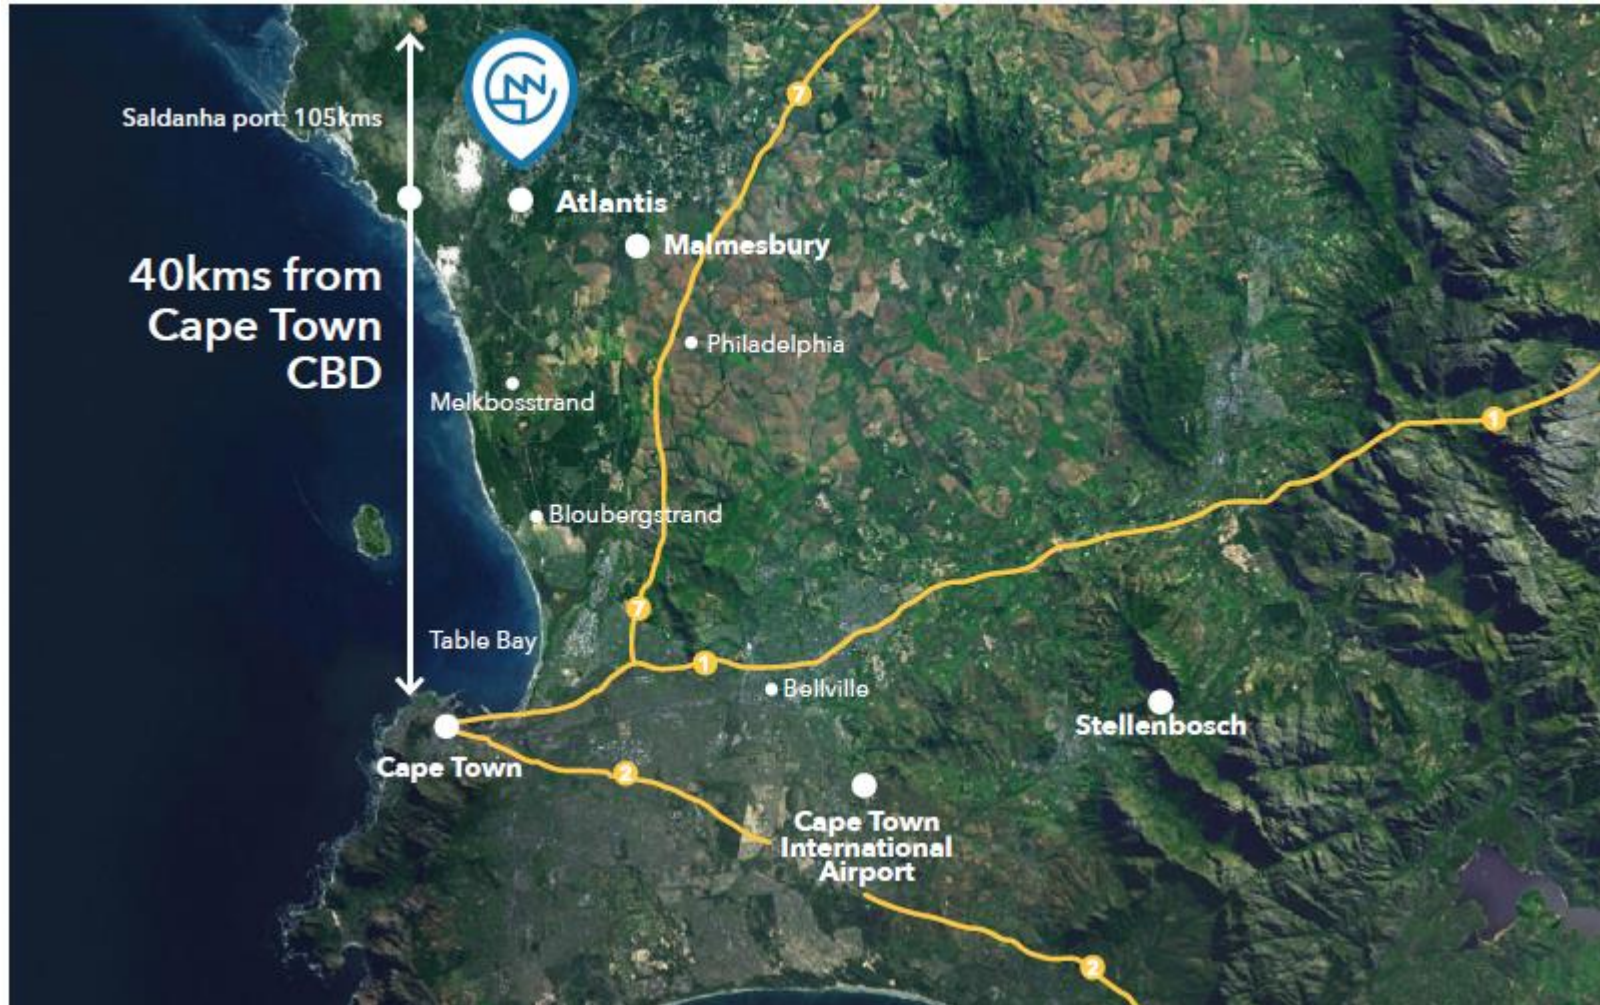 7
Saldanha port: 105kms
Atlantis
Malmesbury
40kms from
Cape Town
CBD
Philadelphia
Melkbosstrand
1
Bloubergstrand
7
Table Bay
1
Bellville
Stellenbosch
Cape Town
2
Cape Town
International
Airport
2